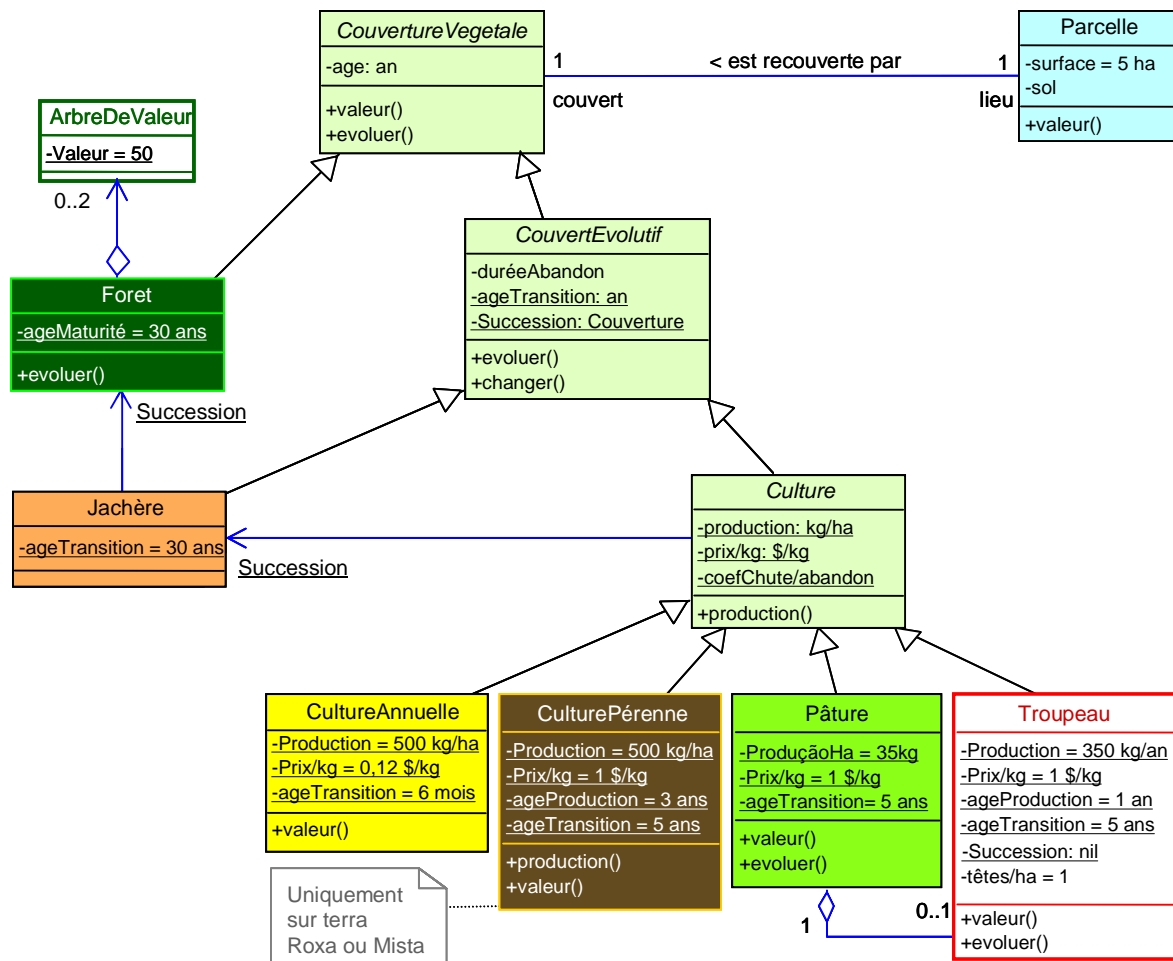 CouvertureVegetale
-age: an
+valeur()
+evoluer()
1
couvert
< est recouverte par
1
lieu
Parcelle
-surface = 5 ha
-sol
+valeur()
ArbreDeValeur
-Valeur = 50
0..2
CouvertEvolutif
-duréeAbandon
-ageTransition: an
-Succession: Couverture
+evoluer()
+changer()
Foret
-ageMaturité = 30 ans
+evoluer()
Succession
Jachère
-ageTransition = 30 ans
Succession
Culture
-production: kg/ha
-prix/kg: $/kg
-coefChute/abandon
+production()
CultureAnnuelle
-Production = 500 kg/ha
-Prix/kg = 0,12 $/kg
-ageTransition = 6 mois
+valeur()
CulturePérenne
-Production = 500 kg/ha
-Prix/kg = 1 $/kg
-ageProduction = 3 ans
-ageTransition = 5 ans
+production()
+valeur()
Pâture
-ProduçãoHa = 35kg
-Prix/kg = 1 $/kg
-ageTransition= 5 ans
+valeur()
+evoluer()
Troupeau
-Production = 350 kg/an
-Prix/kg = 1 $/kg
-ageProduction = 1 an
-ageTransition = 5 ans
-Succession: nil
-têtes/ha = 1
+valeur()
+evoluer()
Uniquement
sur terra
Roxa ou Mista
1
0..1